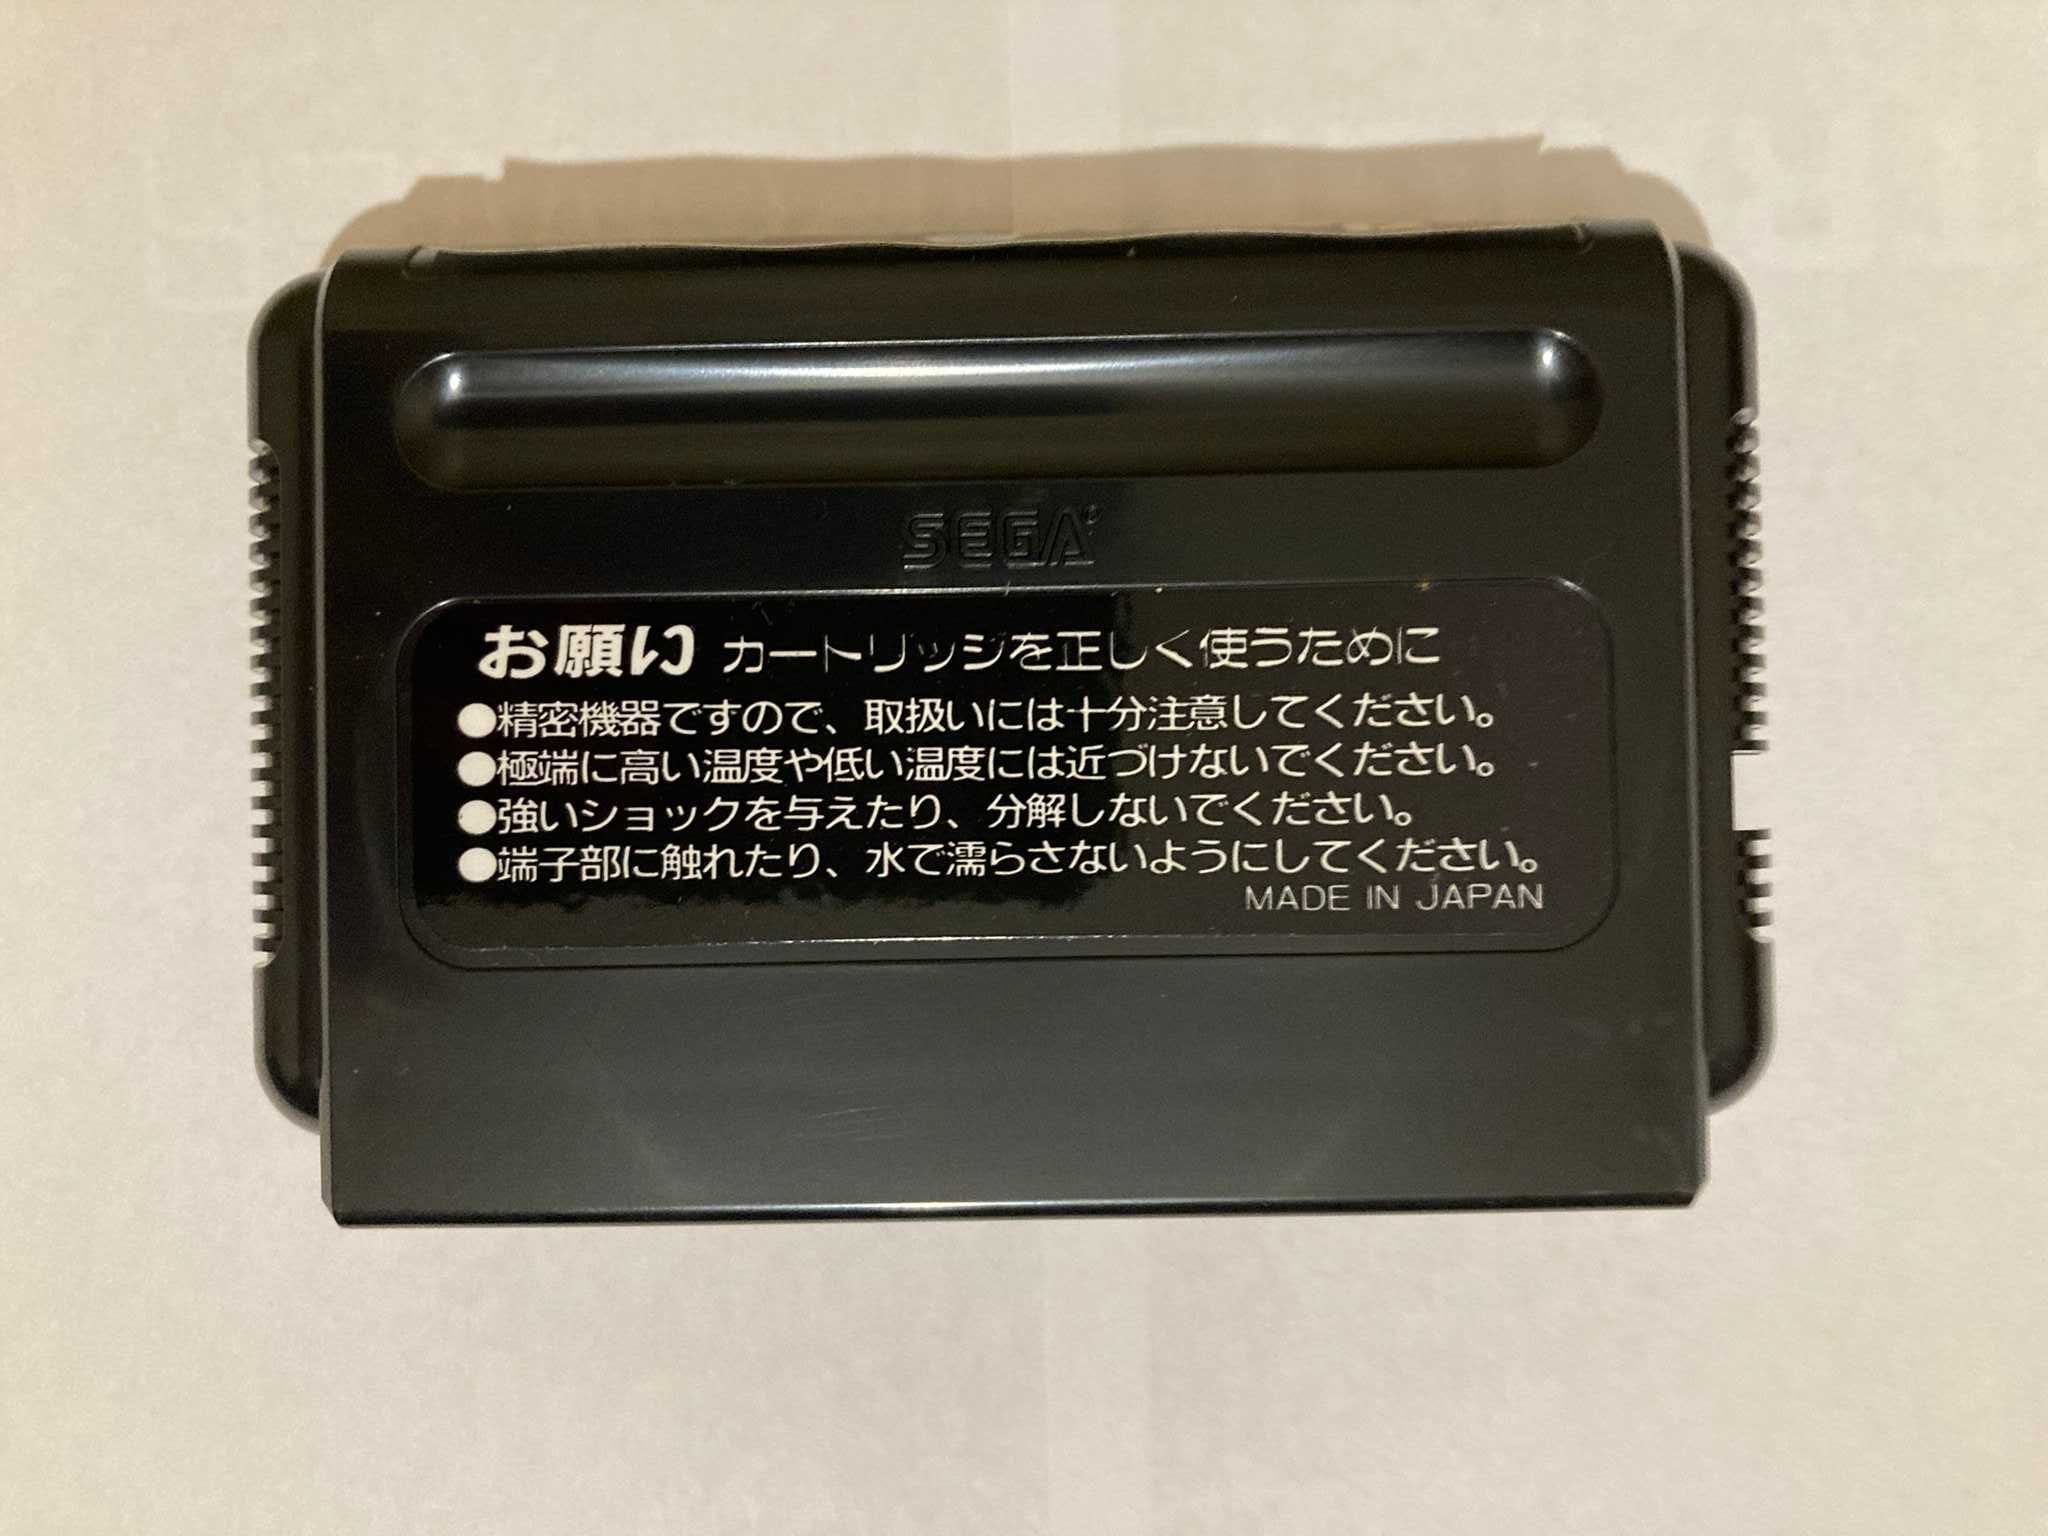 SEGA®
お願い カートリッジを正しく使うために
●精密機器ですので、取扱いには十分注意してください。
●極端に高い温度や低い温度には近づけないでください。
●強いショックを与えたり、分解しないでください。
●端子部に触れたり、水で濡らさないようにしてください。
MADE IN JAPAN